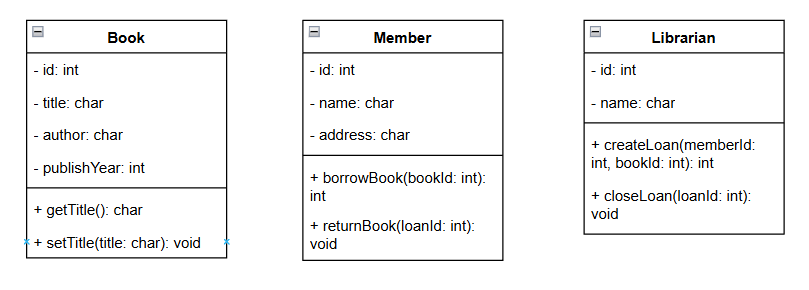 Book
- id: int
- title: char
- author: char
- publishYear: int
+ getTitle(): char
+ setTitle(title: char): void
Member
- id: int
- name: char
- address: char
+ borrowBook(bookId: int):
int
+ returnBook(loanId: int):
void
Librarian
- id: int
- name: char
+ createLoan(memberId:
int, bookId: int): int
+ closeLoan(loanId: int):
void